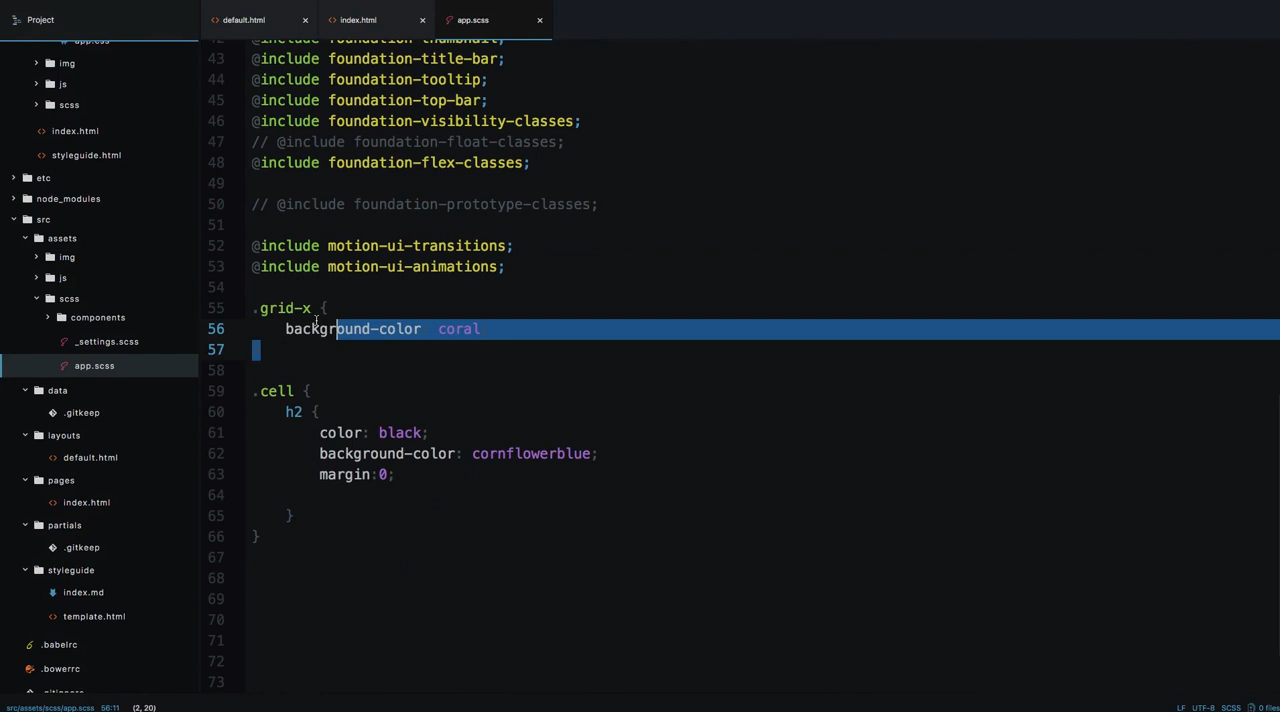 Project
default.html
index.html
app.scss
app.css
img
js
scss
index.html
styleguide.html
etc
node_modules
src
assets
img
js
scss
components
_settings.scss
app.scss
data
.gitkeep
layouts
default.html
pages
index.html
partials
.gitkeep
styleguide
index.md
template.html
.babelrc
.bowerrc
.gitignore
42 @include foundation-thumbnail;
43 @include foundation-title-bar;
44 @include foundation-tooltip;
45 @include foundation-top-bar;
46 @include foundation-visibility-classes;
47 // @include foundation-float-classes;
48 @include foundation-flex-classes;
49
50 // @include foundation-prototype-classes;
51
52 @include motion-ui-transitions;
53 @include motion-ui-animations;
54
55 .grid-x {
56 background-color coral
57
58
59 .cell {
60 h2 {
61 color: black;
62 background-color: cornflowerblue;
63 margin:0;
64
65 }
66 }
67
68
69
70
71
72
73
src/assets/scss/app.scss 56:11 (2, 20) LF UTF-8 SCSS 0 files